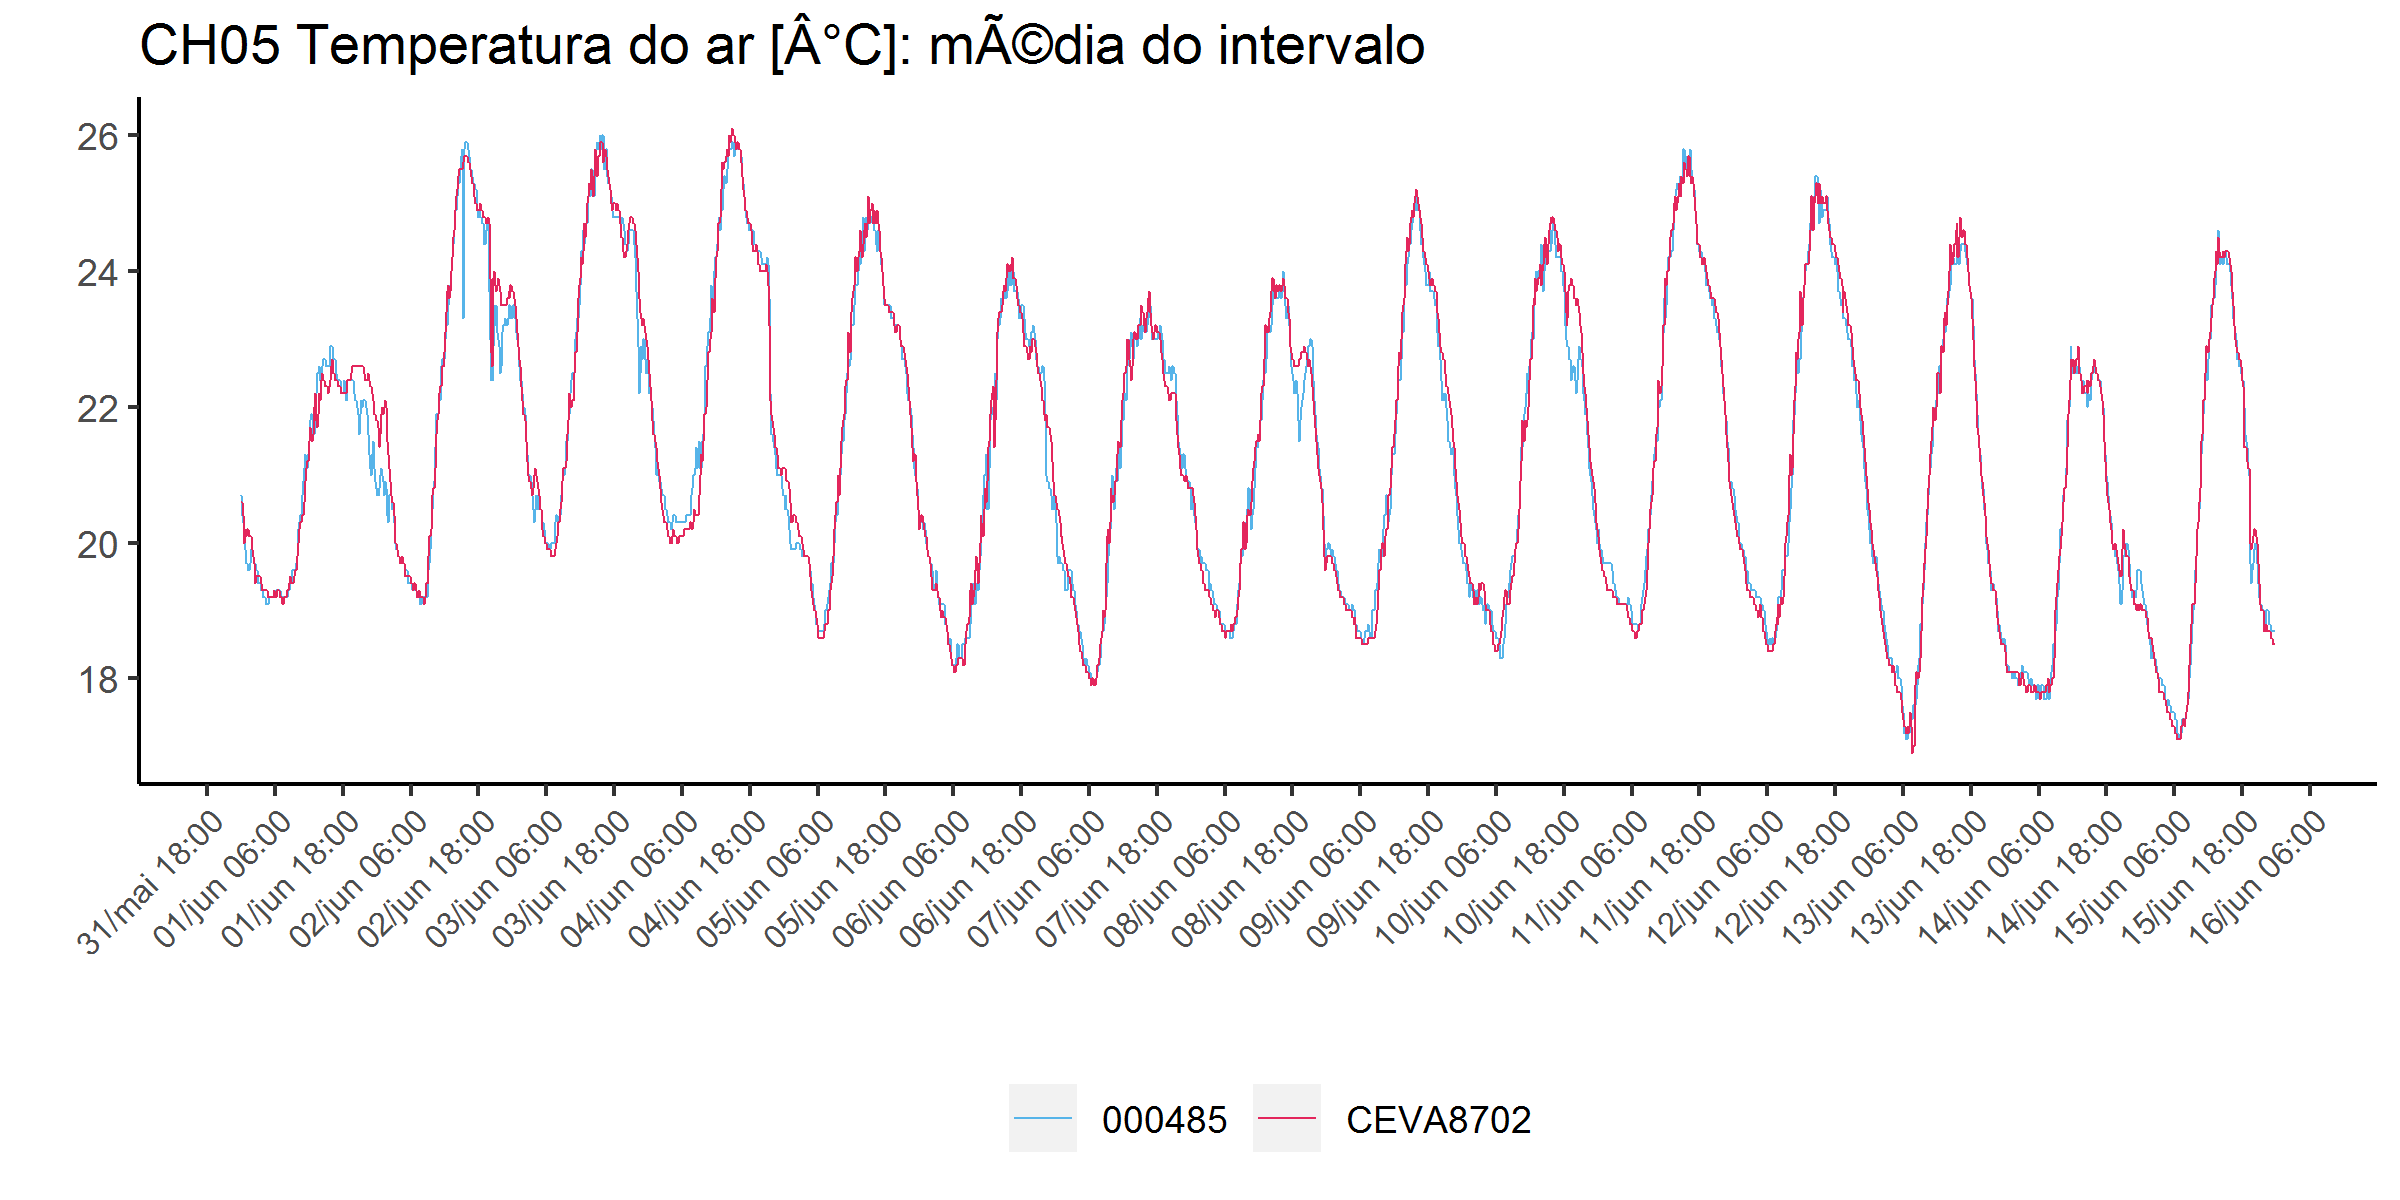 CH05 Temperatura do ar [Â°C]: mÃ©dia do intervalo
26
24
22
20
18
31/mai 18:00
01/jun 06:00
01/jun 18:00
02/jun 06:00
02/jun 18:00
03/jun 06:00
03/jun 18:00
04/jun 06:00
04/jun 18:00
05/jun 06:00
05/jun 18:00
06/jun 06:00
06/jun 18:00
07/jun 06:00
07/jun 18:00
08/jun 06:00
08/jun 18:00
09/jun 06:00
09/jun 18:00
10/jun 06:00
10/jun 18:00
11/jun 06:00
11/jun 18:00
12/jun 06:00
12/jun 18:00
13/jun 06:00
13/jun 18:00
14/jun 06:00
14/jun 18:00
15/jun 06:00
15/jun 18:00
16/jun 06:00
000485 CEVA8702